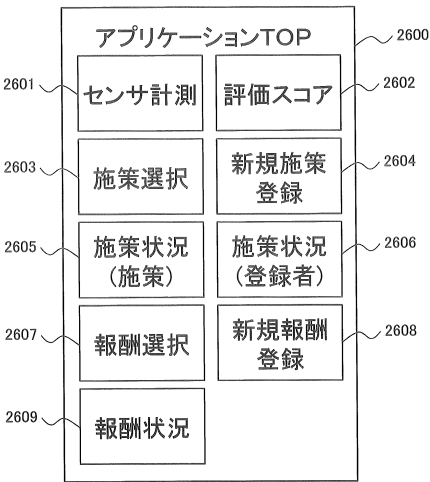 アプリケーションTOP
2600
2601
センサ計測
評価スコア
2602
2603
施策選択
新規施策
登録
2604
2605
施策状況
(施策)
施策状況
(登録者)
2606
2607
報酬選択
新規報酬
登録
2608
2609
報酬状況